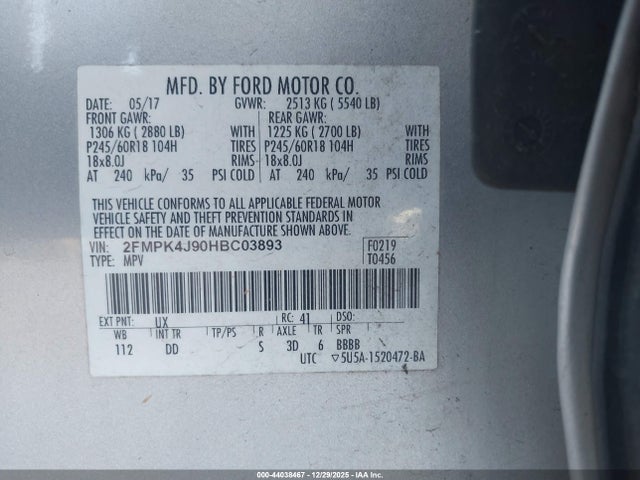 MFD. BY FORD MOTOR CO.
DATE: 05/17 GVWR: 2513 KG ( 5540 LB)
FRONT GAWR: REAR GAWR:
1306 KG ( 2880 LB) WITH 1225 KG ( 2700 LB) WITH
P245/60R18 104H TIRES P245/60R18 104H TIRES
18x8.0J RIMS 18x8.0J RIMS
AT 240 kPa/ 35 PSI COLD AT 240 kPa/ 35 PSI COLD
THIS VEHICLE CONFORMS TO ALL APPLICABLE FEDERAL MOTOR
VEHICLE SAFETY AND THEFT PREVENTION STANDARDS IN
EFFECT ON THE DATE OF MANUFACTURE SHOWN ABOVE.
VIN: 2FMPK4J90HBC03893 F0219
TYPE: MPV T0456
EXT PNT: UX RC: 41 DSO:
WB INT TR TP/PS R AXLE TR SPR
112 DD S 3D 6 BBBB
UTC ▽5U5A-1520472-BA
000-44038467 - 12/29/2025 - IAAI.COM